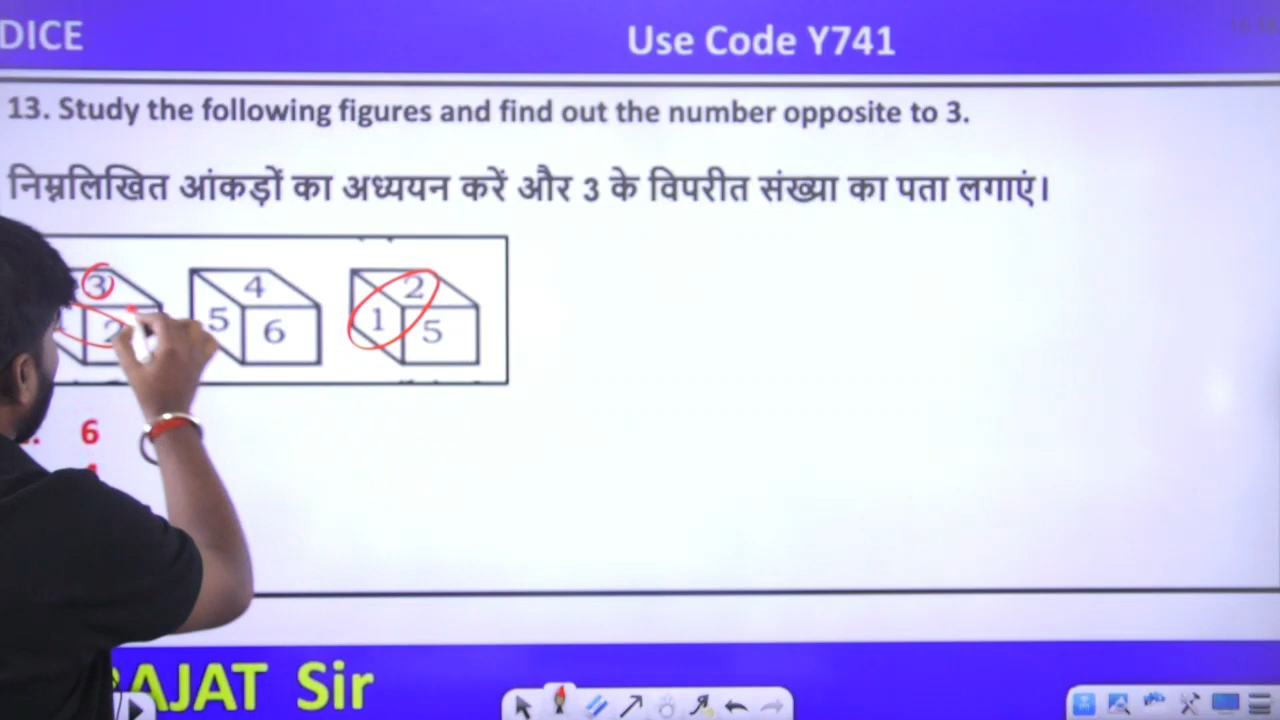 DICE
Use Code Y741
13. Study the following figures and find out the number opposite to 3.
निम्नलिखित आंकड़ों का अध्ययन करें और 3 के विपरीत संख्या का पता लगाएं।
3 4 2
2 5 6 1 5
6
AJAT Sir